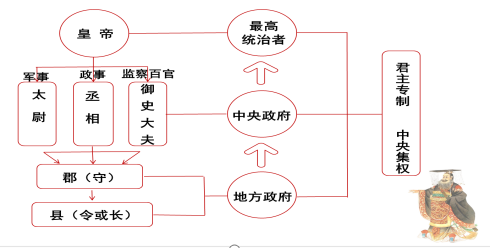 皇 帝
最高
统治者
军事
政事
监察百官
太尉
丞相
御史大夫
中央政府
君主专制 中央集权
郡（守）
地方政府
县（令或长）